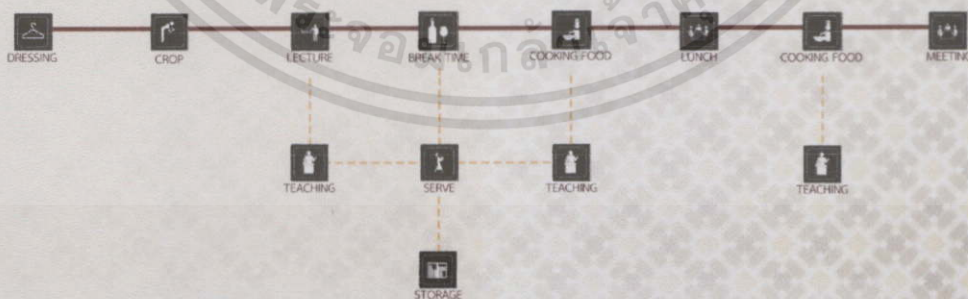 DRESSING
CROP
LECTURE
BREAK TIME
COOKING FOOD
LUNCH
COOKING FOOD
MEETING
TEACHING
SERVE
TEACHING
TEACHING
STORAGE